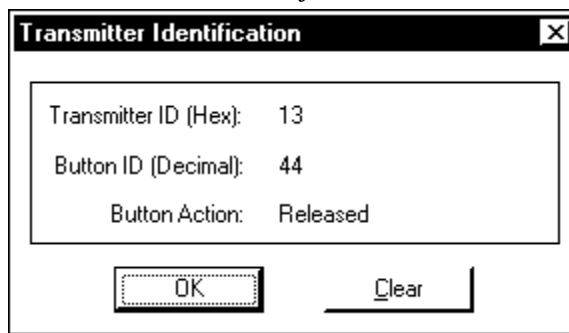 Transmitter Identification
Transmitter ID (Hex): 13
Button ID (Decimal): 44
Button Action: Released
OK Clear